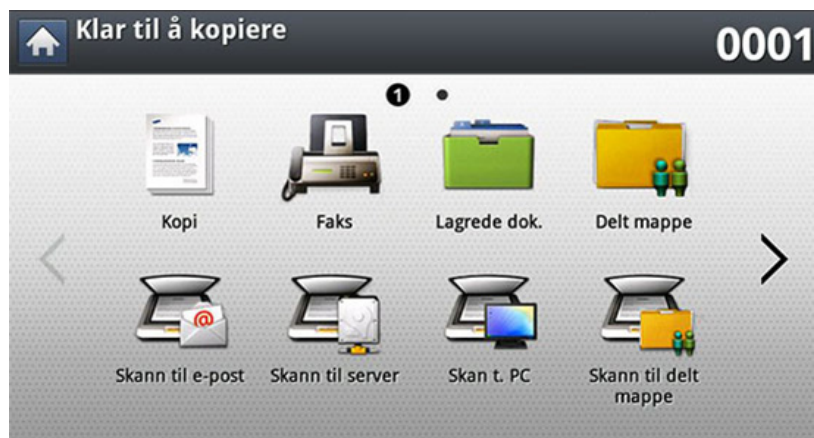 Klar til å kopiere
0001
1
Kopi
Faks
Lagrede dok.
Delt mappe
@
Skann til e-post
Skann til server
Skan t. PC
Skann til delt
mappe